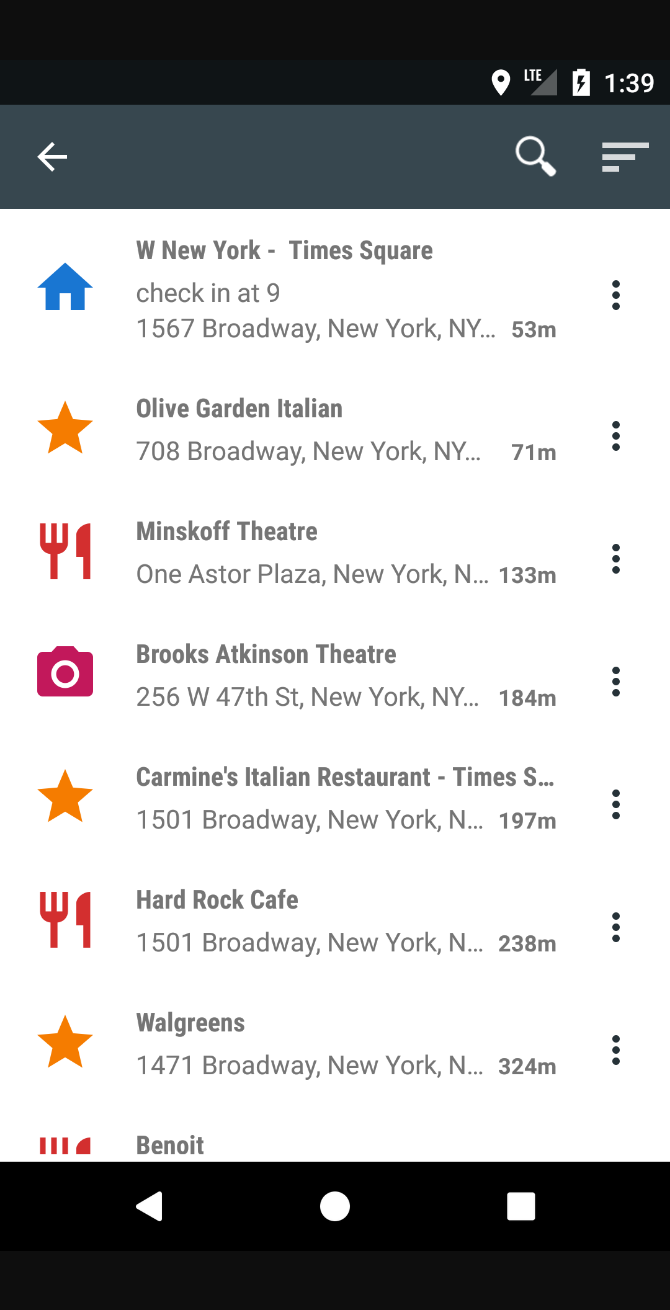 LTE 1:39
W New York -  Times Square
check in at 9
1567 Broadway, New York, NY… 53m
Olive Garden Italian
708 Broadway, New York, NY… 71m
Minskoff Theatre
One Astor Plaza, New York, N… 133m
Brooks Atkinson Theatre
256 W 47th St, New York, NY… 184m
Carmine's Italian Restaurant - Times S…
1501 Broadway, New York, N… 197m
Hard Rock Cafe
1501 Broadway, New York, N… 238m
Walgreens
1471 Broadway, New York, N… 324m
Benoit